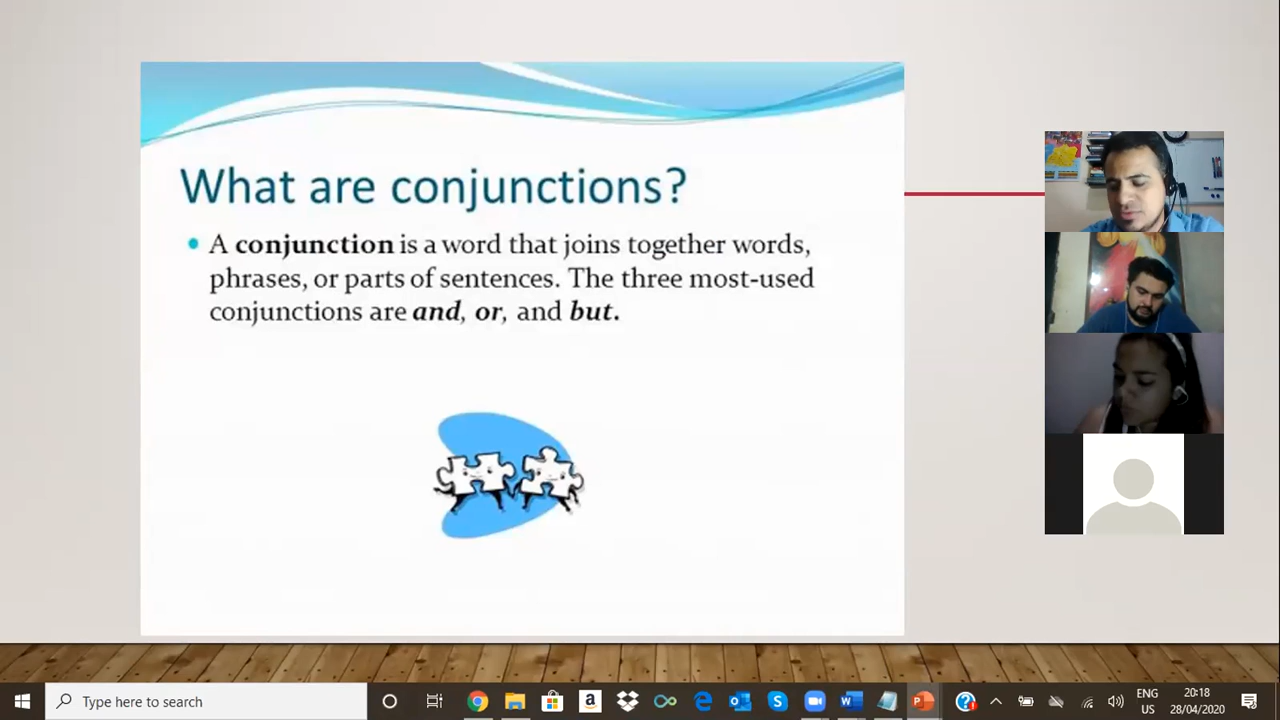 What are conjunctions?
A conjunction is a word that joins together words,
phrases, or parts of sentences. The three most-used
conjunctions are and, or, and but.
Type here to search
ENG
US
20:18
28/04/2020